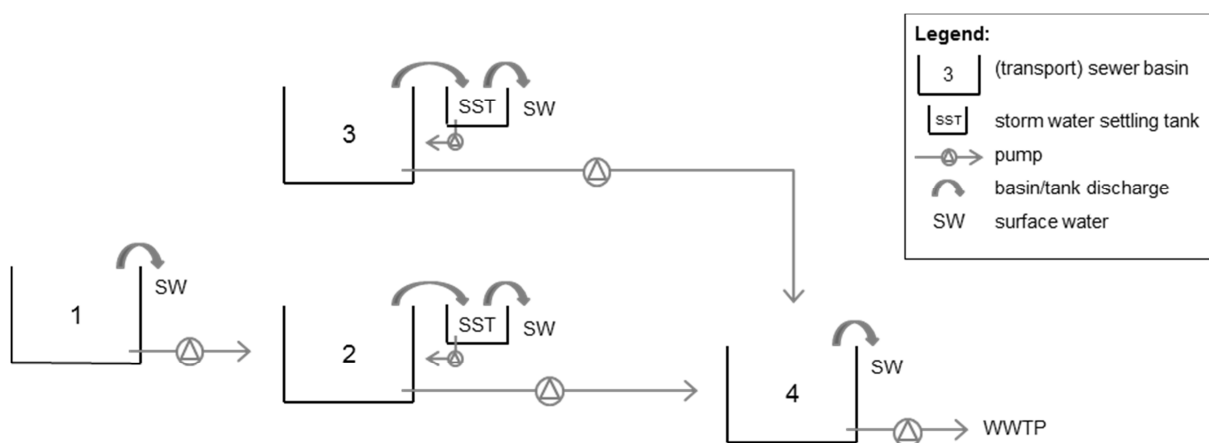 Legend:
3
(transport) sewer basin
SST
storm water settling tank
pump
basin/tank discharge
SW
surface water
3
SST
SW
1
SW
2
SST
SW
4
SW
WWTP